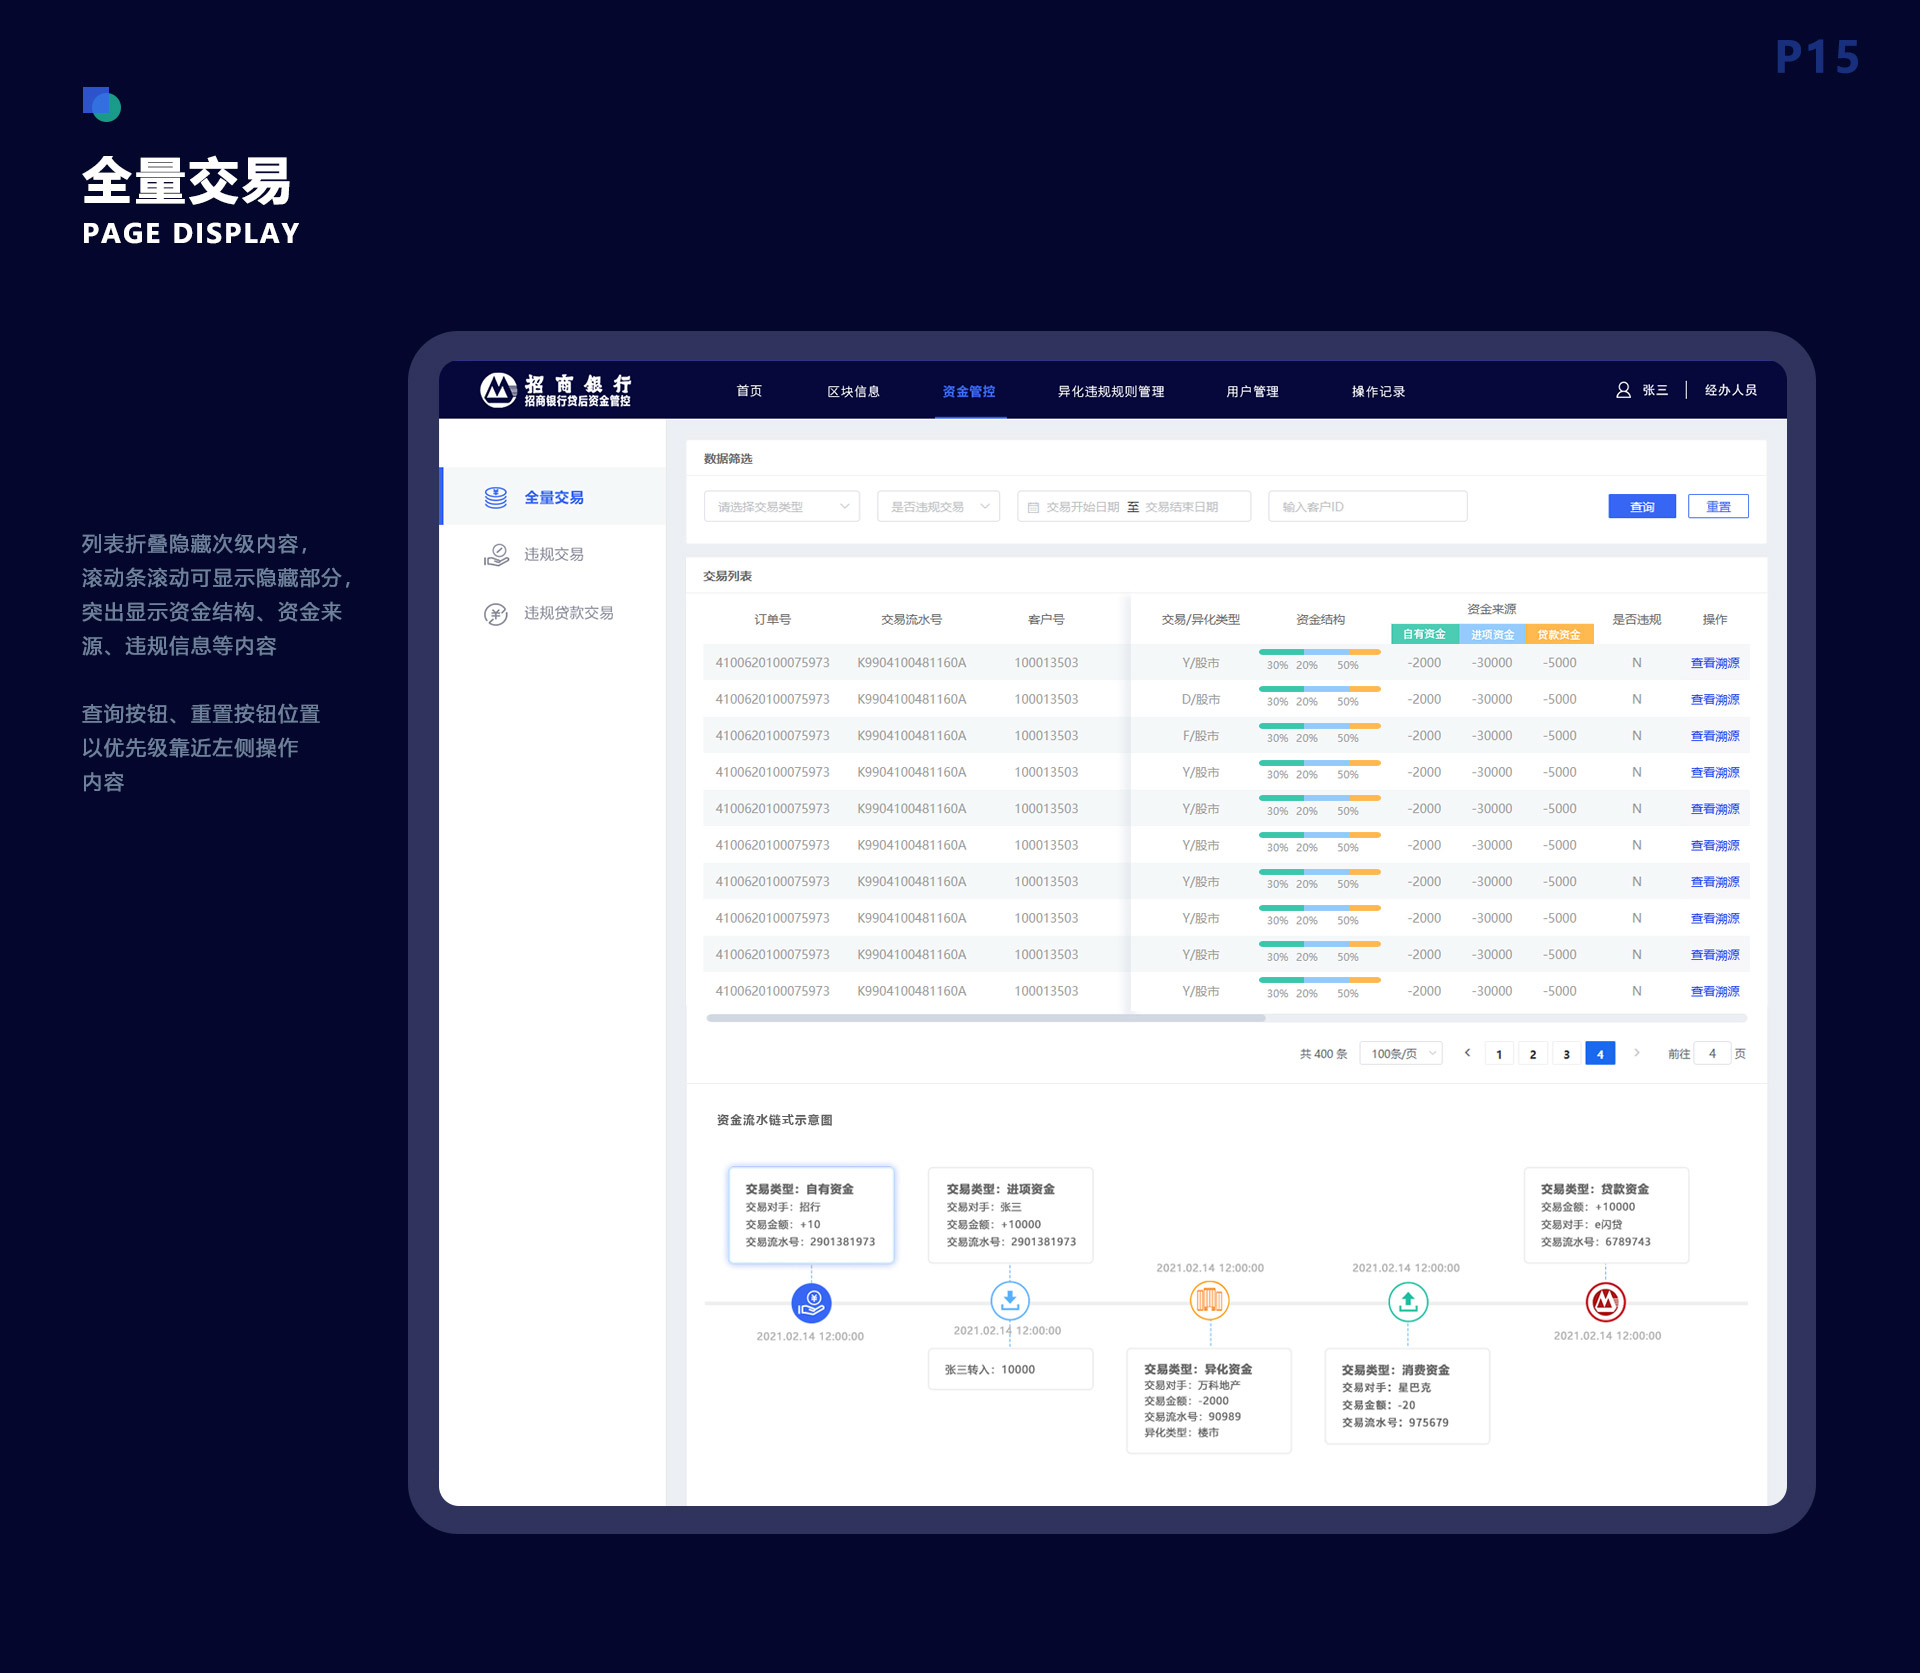 P15
全量交易
PAGE DISPLAY
列表折叠隐藏次级内容，
滚动条滚动可显示隐藏部分，
突出显示资金结构、资金来
源、违规信息等内容
查询按钮、重置按钮位置
以优先级靠近左侧操作
内容
招商银行
招商银行贷后资金管控
首页 区块信息 资金管控 异化违规规则管理 用户管理 操作记录 张三 经办人员
全量交易
违规交易
违规贷款交易
数据筛选
请选择交易类型 是否违规交易 交易开始日期 至 交易结束日期 输入客户ID 查询 重置
交易列表
资金来源
订单号 交易流水号 客户号 交易/异化类型 资金结构 是否违规 操作
自有资金 进项资金 贷款资金
4100620100075973 K9904100481160A 100013503 Y/股市 30% 20% 50% -2000 -30000 -5000 N 查看溯源
4100620100075973 K9904100481160A 100013503 D/股市 30% 20% 50% -2000 -30000 -5000 N 查看溯源
4100620100075973 K9904100481160A 100013503 F/股市 30% 20% 50% -2000 -30000 -5000 N 查看溯源
4100620100075973 K9904100481160A 100013503 Y/股市 30% 20% 50% -2000 -30000 -5000 N 查看溯源
4100620100075973 K9904100481160A 100013503 Y/股市 30% 20% 50% -2000 -30000 -5000 N 查看溯源
4100620100075973 K9904100481160A 100013503 Y/股市 30% 20% 50% -2000 -30000 -5000 N 查看溯源
4100620100075973 K9904100481160A 100013503 Y/股市 30% 20% 50% -2000 -30000 -5000 N 查看溯源
4100620100075973 K9904100481160A 100013503 Y/股市 30% 20% 50% -2000 -30000 -5000 N 查看溯源
4100620100075973 K9904100481160A 100013503 Y/股市 30% 20% 50% -2000 -30000 -5000 N 查看溯源
4100620100075973 K9904100481160A 100013503 Y/股市 30% 20% 50% -2000 -30000 -5000 N 查看溯源
共 400 条 100条/页 < 1 2 3 4 > 前往 4 页
资金流水链式示意图
交易类型：自有资金
交易对手：招行
交易金额：+10
交易流水号：2901381973
2021.02.14 12:00:00
交易类型：进项资金
交易对手：张三
交易金额：+10000
交易流水号：2901381973
2021.02.14 12:00:00
张三转入：10000
2021.02.14 12:00:00
交易类型：异化资金
交易对手：万科地产
交易金额：-2000
交易流水号：90989
异化类型：楼市
2021.02.14 12:00:00
交易类型：消费资金
交易对手：星巴克
交易金额：-20
交易流水号：975679
交易类型：贷款资金
交易金额：+10000
交易对手：e闪贷
交易流水号：6789743
2021.02.14 12:00:00